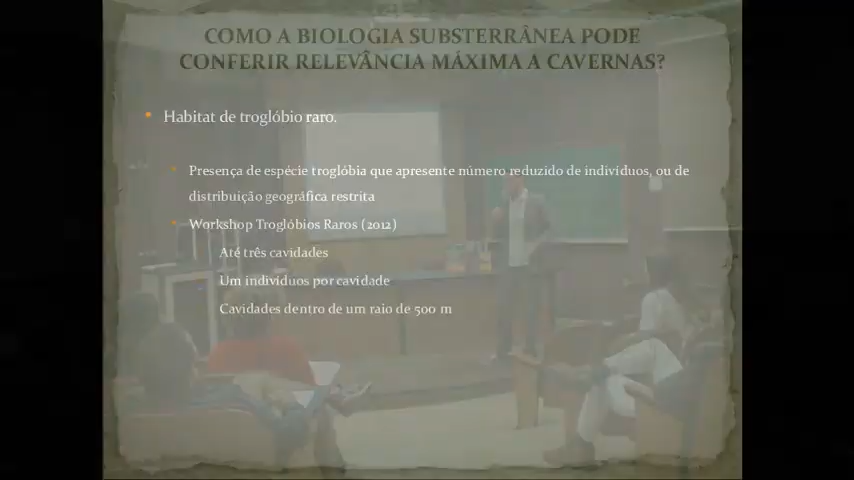 COMO A BIOLOGIA SUBSTERRÂNEA PODE
CONFERIR RELEVÂNCIA MÁXIMA A CAVERNAS?
Habitat de troglóbio raro.
Presença de espécie troglóbia que apresente número reduzido de indivíduos, ou de
distribuição geográfica restrita
Workshop Troglóbios Raros (2012)
Até três cavidades
Um indivíduos por cavidade
Cavidades dentro de um raio de 500 m